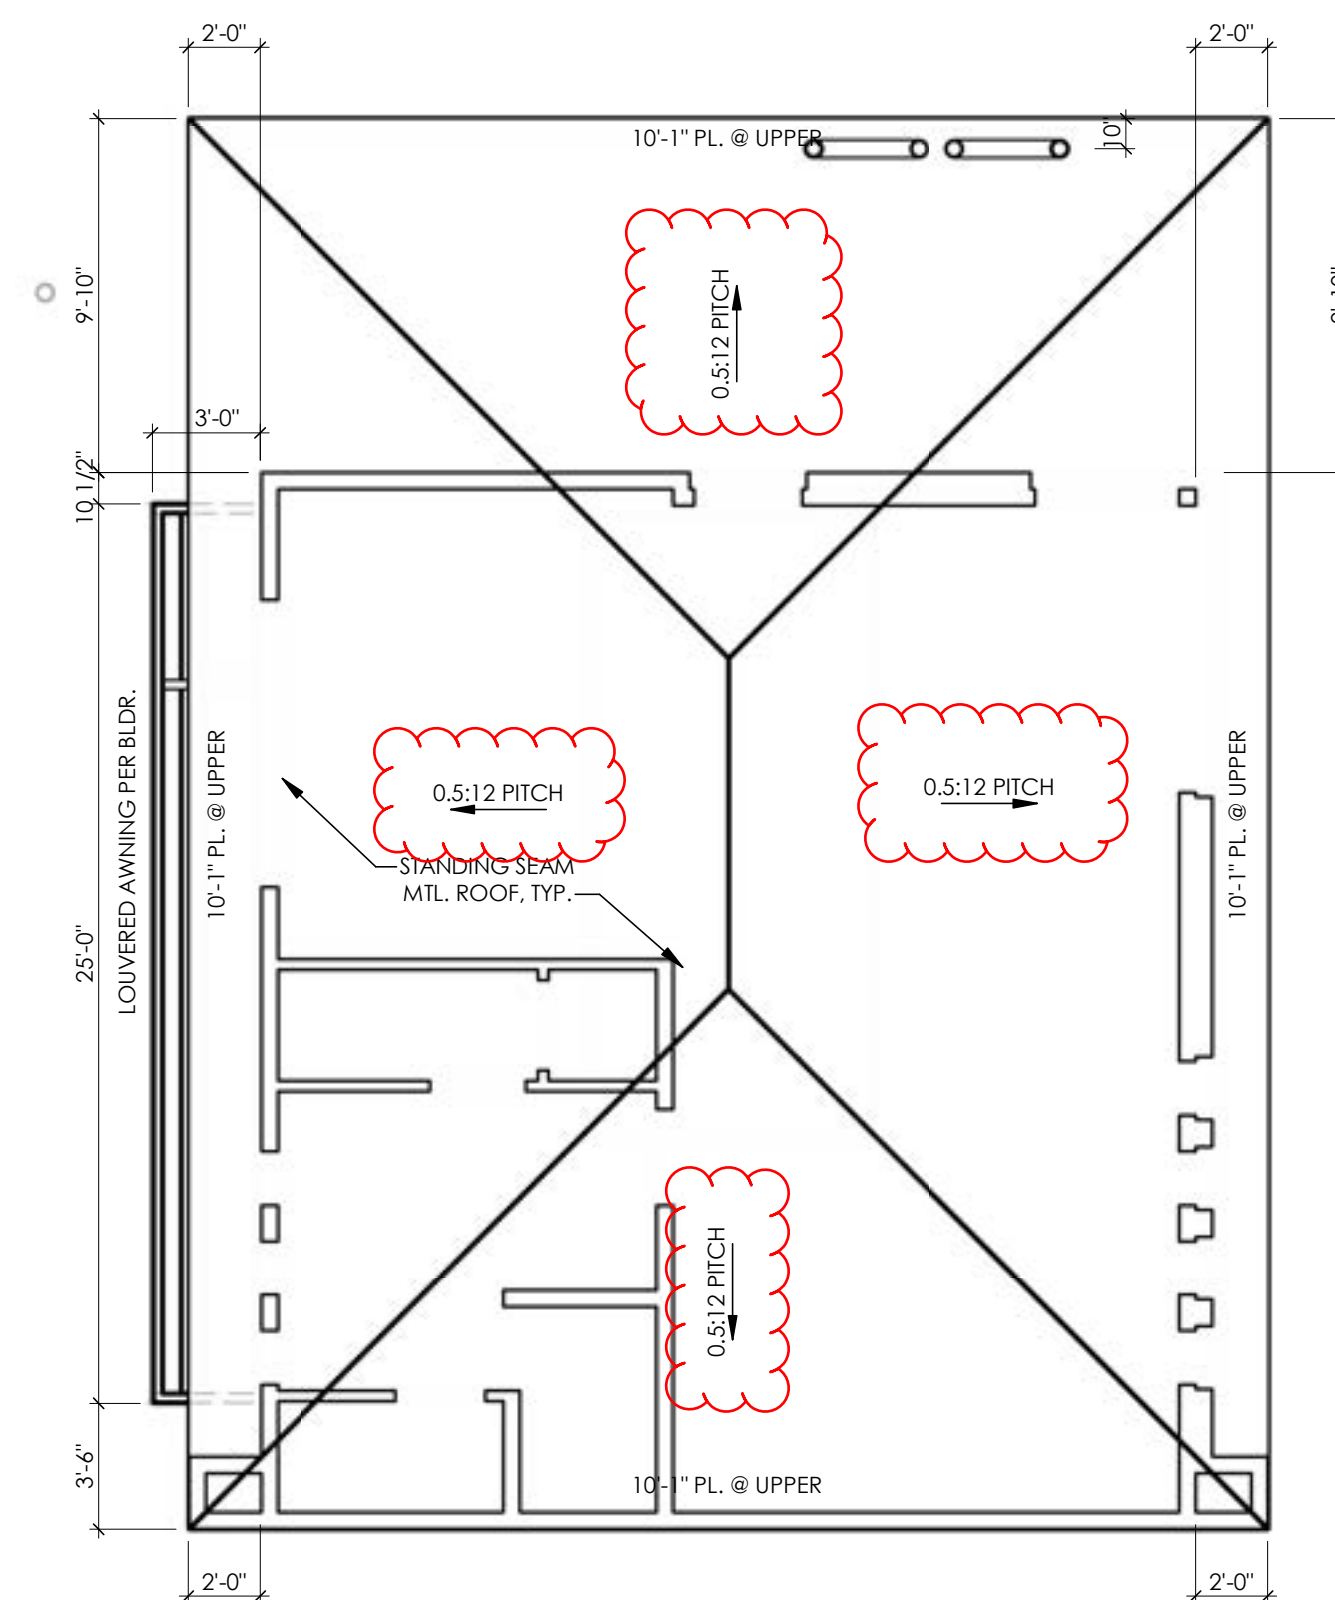 2'-0"
2'-0"
10'-1" PL. @ UPPER
10"
9'-10"
0.5:12 PITCH
3'-0"
10 1/2"
LOUVERED AWNING PER BLDR.
10'-1" PL. @ UPPER
0.5:12 PITCH
0.5:12 PITCH
10'-1" PL. @ UPPER
STANDING SEAM
MTL. ROOF, TYP.
25'-0"
0.5:12 PITCH
3'-6"
10'-1" PL. @ UPPER
2'-0"
2'-0"